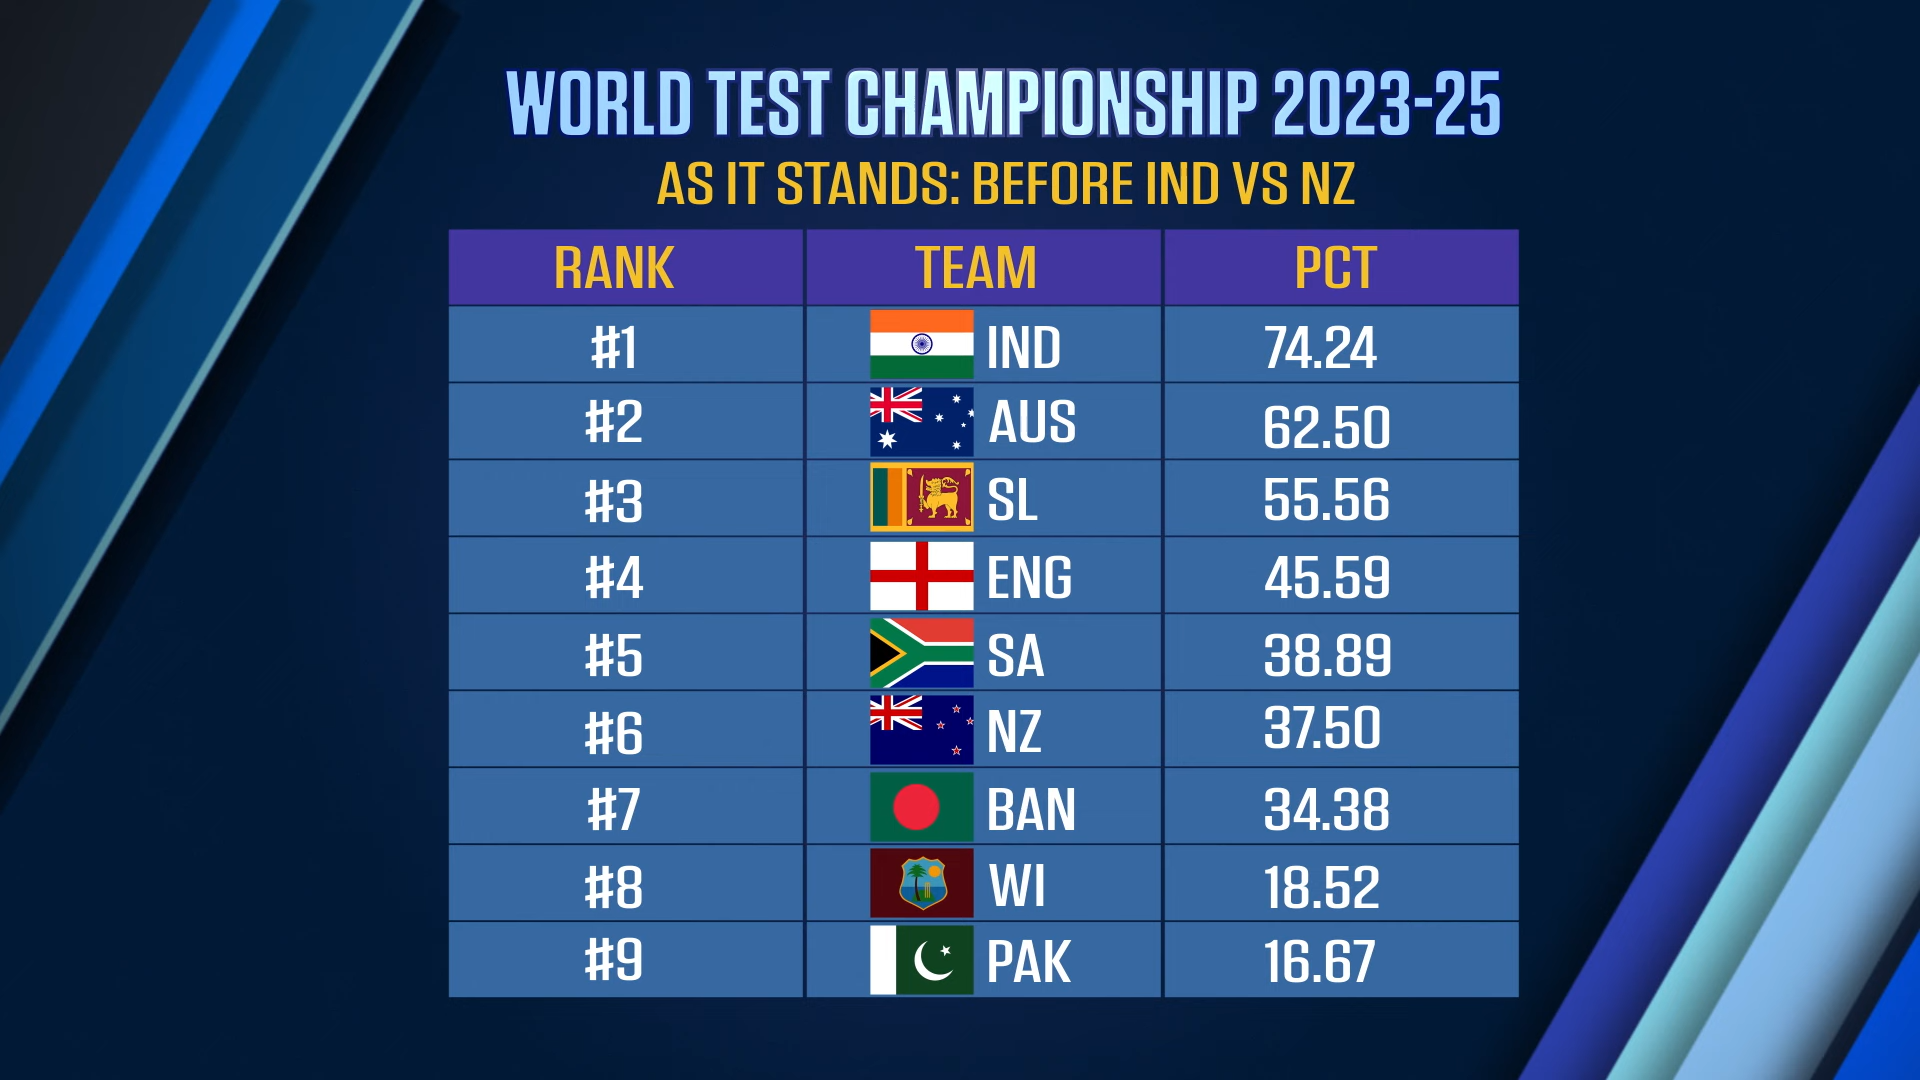 WORLD TEST CHAMPIONSHIP 2023-25
AS IT STANDS: BEFORE IND VS NZ
RANK TEAM PCT
#1 IND 74.24
#2 AUS 62.50
#3 SL 55.56
#4 ENG 45.59
#5 SA 38.89
#6 NZ 37.50
#7 BAN 34.38
#8 WI 18.52
#9 PAK 16.67